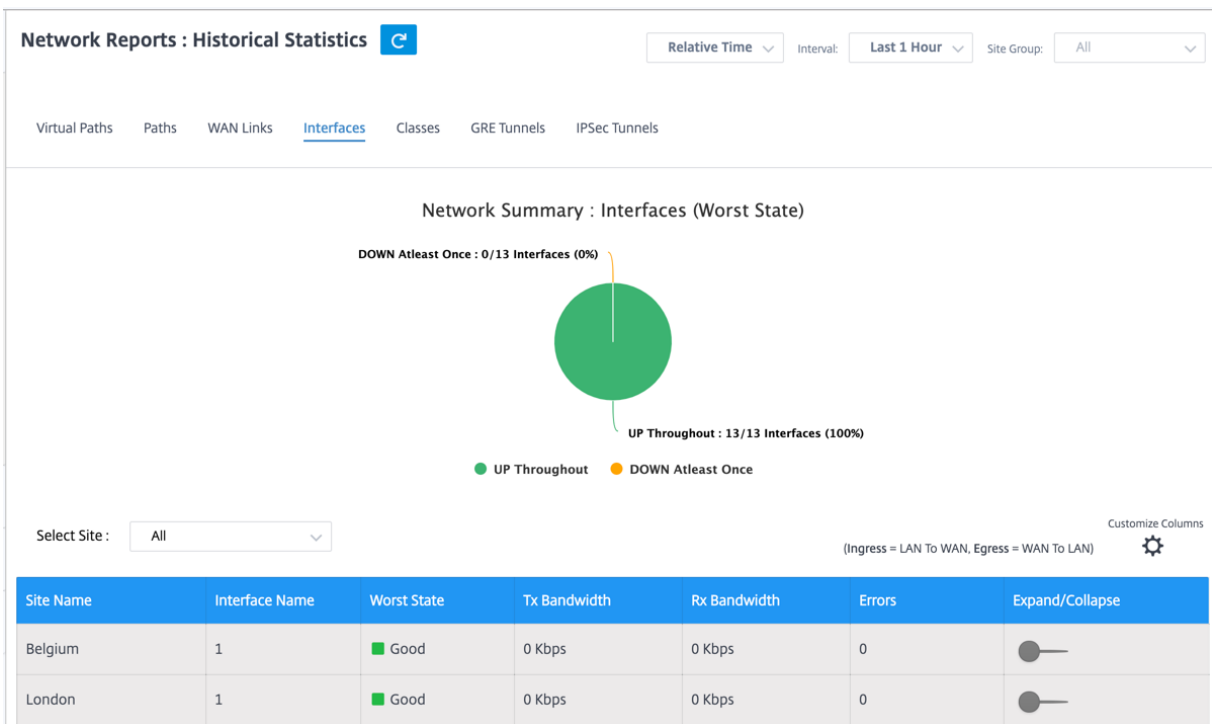 Network Reports : Historical Statistics
Relative Time Interval: Last 1 Hour Site Group: All
Virtual Paths Paths WAN Links Interfaces Classes GRE Tunnels IPSec Tunnels
Network Summary : Interfaces (Worst State)
DOWN Atleast Once : 0/13 Interfaces (0%)
UP Throughout : 13/13 Interfaces (100%)
UP Throughout DOWN Atleast Once
Customize Columns
Select Site : All
(Ingress = LAN To WAN, Egress = WAN To LAN)
Site Name Interface Name Worst State Tx Bandwidth Rx Bandwidth Errors Expand/Collapse
Belgium 1 Good 0 Kbps 0 Kbps 0
London 1 Good 0 Kbps 0 Kbps 0